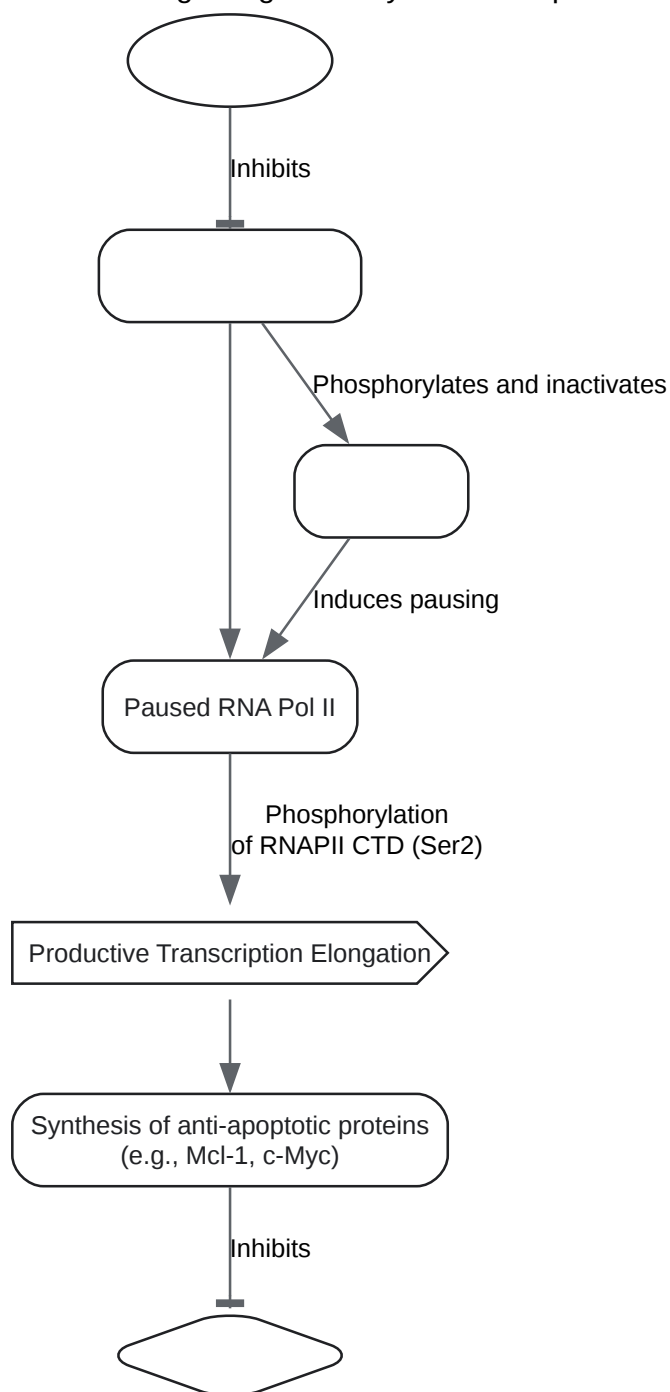 Inhibits
Phosphorylates and inactivates
Induces pausing
Paused RNA Pol II
Phosphorylation
of RNAPII CTD (Ser2)
Productive Transcription Elongation
Synthesis of anti-apoptotic proteins
(e.g., Mcl-1, c-Myc)
Inhibits